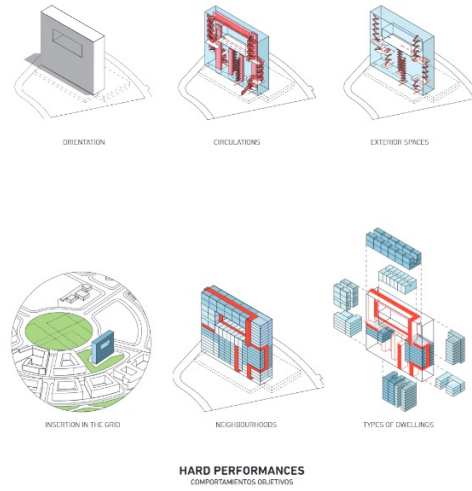 ORIENTATION
CIRCULATIONS
EXTERIOR SPACES
INSERTION IN THE GRID
NEIGHBOURHOODS
TYPES OF DWELLINGS
HARD PERFORMANCES
COMPORTAMIENTOS OBJETIVOS